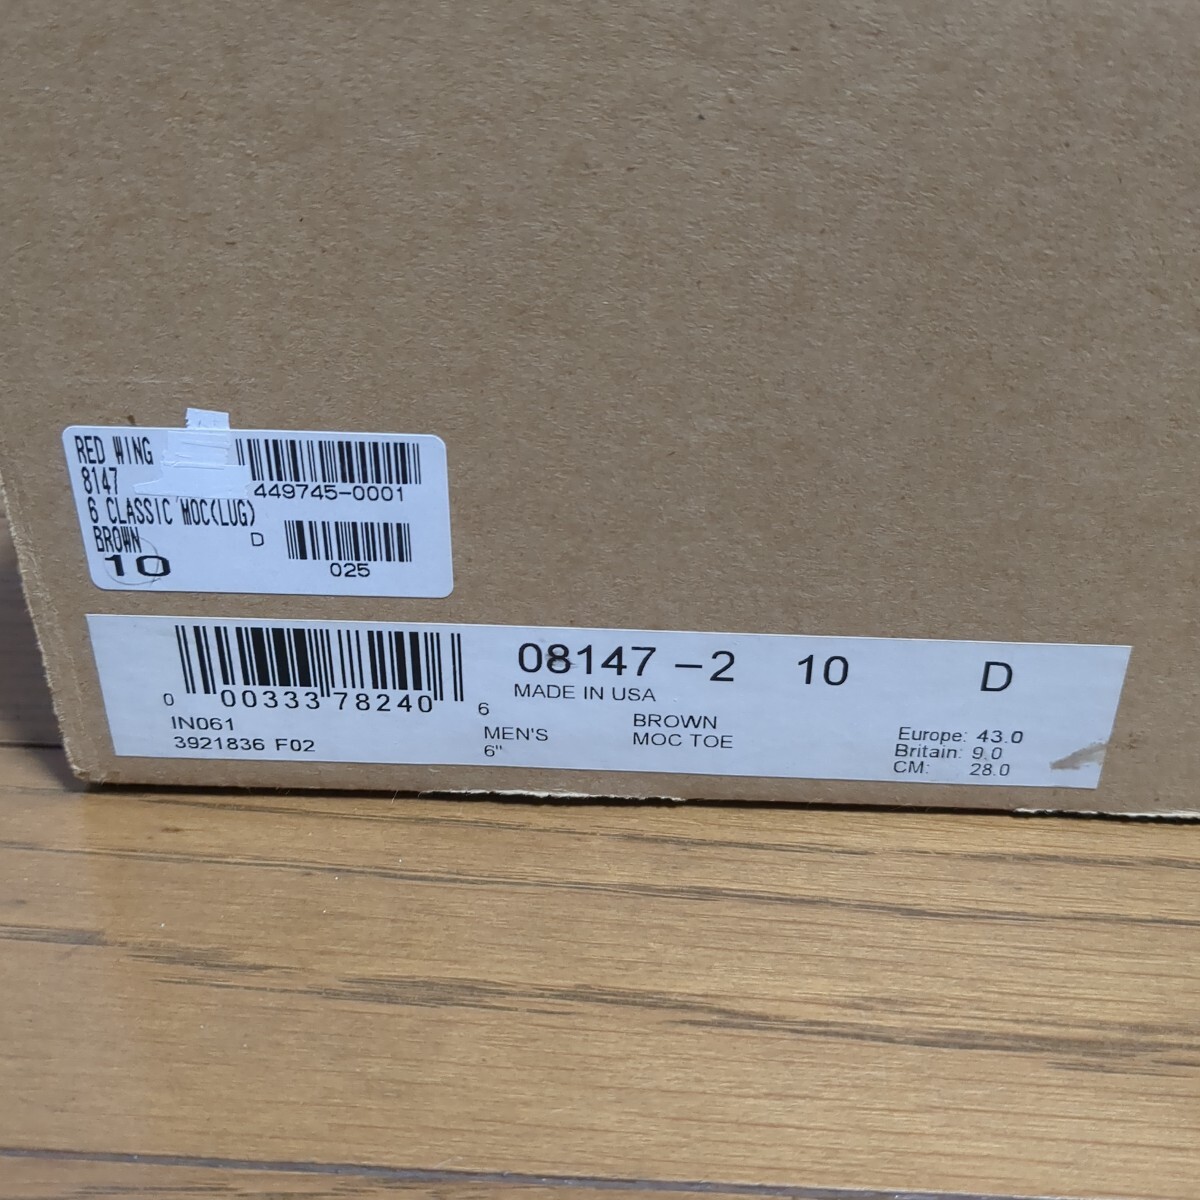 RED WING
8147
449745-0001
6 CLASSIC MOC(LUG)
BROWN D
10
025
08147-2 10 D
MADE IN USA
0 00333 78240 6
IN061
3921836 F02
MEN'S
6"
BROWN
MOC TOE
Europe: 43.0
Britain: 9.0
CM: 28.0